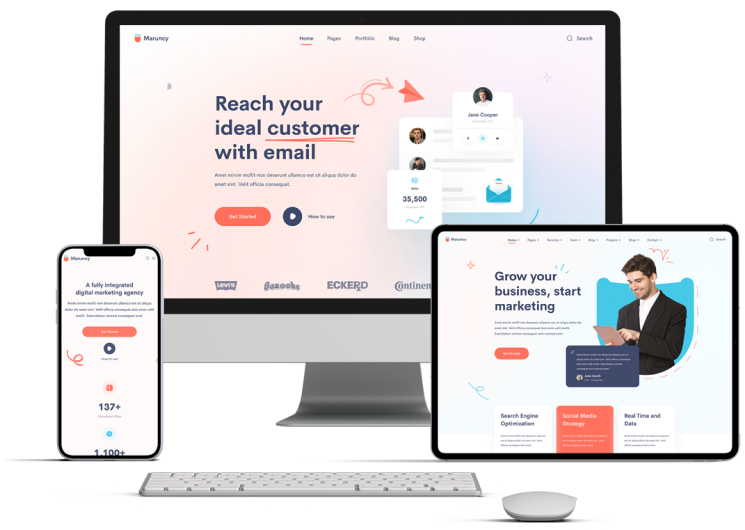 Maruncy
Home
Pages
Portfolio
Blog
Shop
Search
Reach your
ideal customer
with email
Amet minim mollit non deserunt ullamco est sit aliqua dolor do
amet sint. Velit officia consequat.
Get Started
How to use
Jane Cooper
35,500
LEVI'S
Bazooka
ECKERD
Continen
Maruncy
A fully integrated
digital marketing agency
Amet minim mollit non deserunt ullamco est sit aliqua
dolor do amet sint. Velit officia consequat duis enim velit
mollit. Exercitation veniam consequat sunt
Get Started
How to use
137+
1,100+
Maruncy
Home
Pages
Services
Blog
Projects
Shop
Contact
Search
Grow your
business, start
marketing
Get Started
John Smith
Search Engine
Optimization
Social Media
Strategy
Real Time and
Data